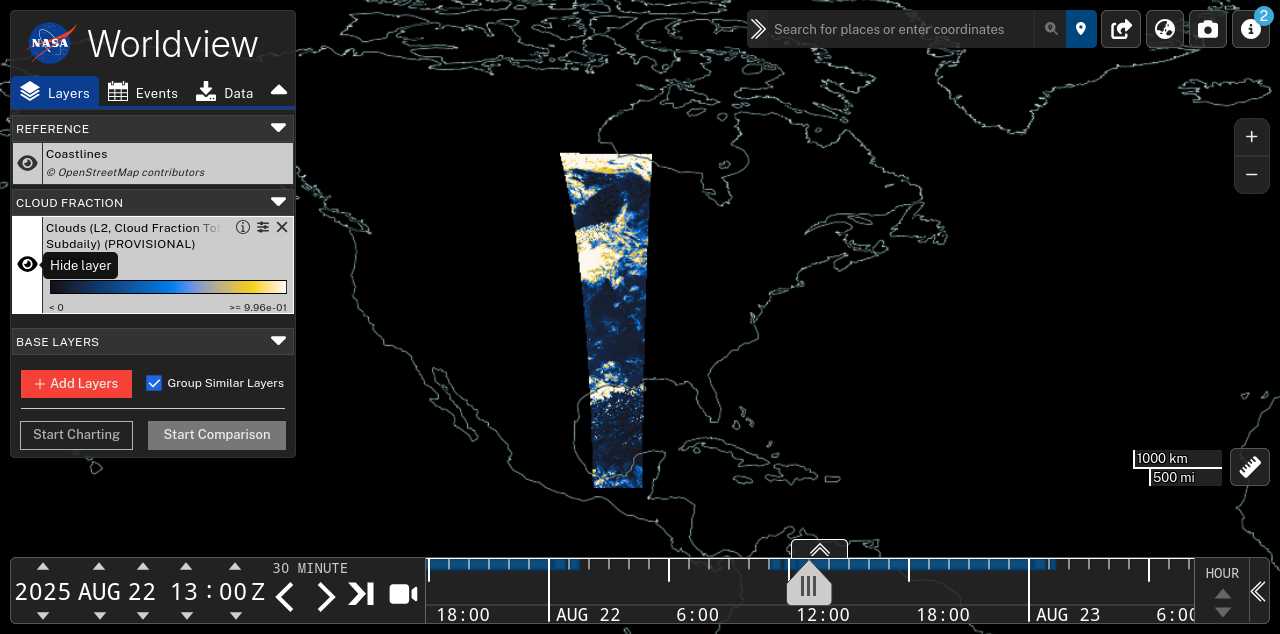 NASA
Worldview
Search for places or enter coordinates
2
Layers
Events
Data
REFERENCE
Coastlines
© OpenStreetMap contributors
CLOUD FRACTION
Clouds (L2, Cloud Fraction
Subdaily) (PROVISIONAL)
Hide layer
< 0
>= 9.96e-01
BASE LAYERS
+ Add Layers
Group Similar Layers
Start Charting
Start Comparison
1000 km
500 mi
2025 AUG 22 13 : 00 Z
30 MINUTE
18:00
AUG 22
6:00
12:00
18:00
AUG 23
6:00
HOUR